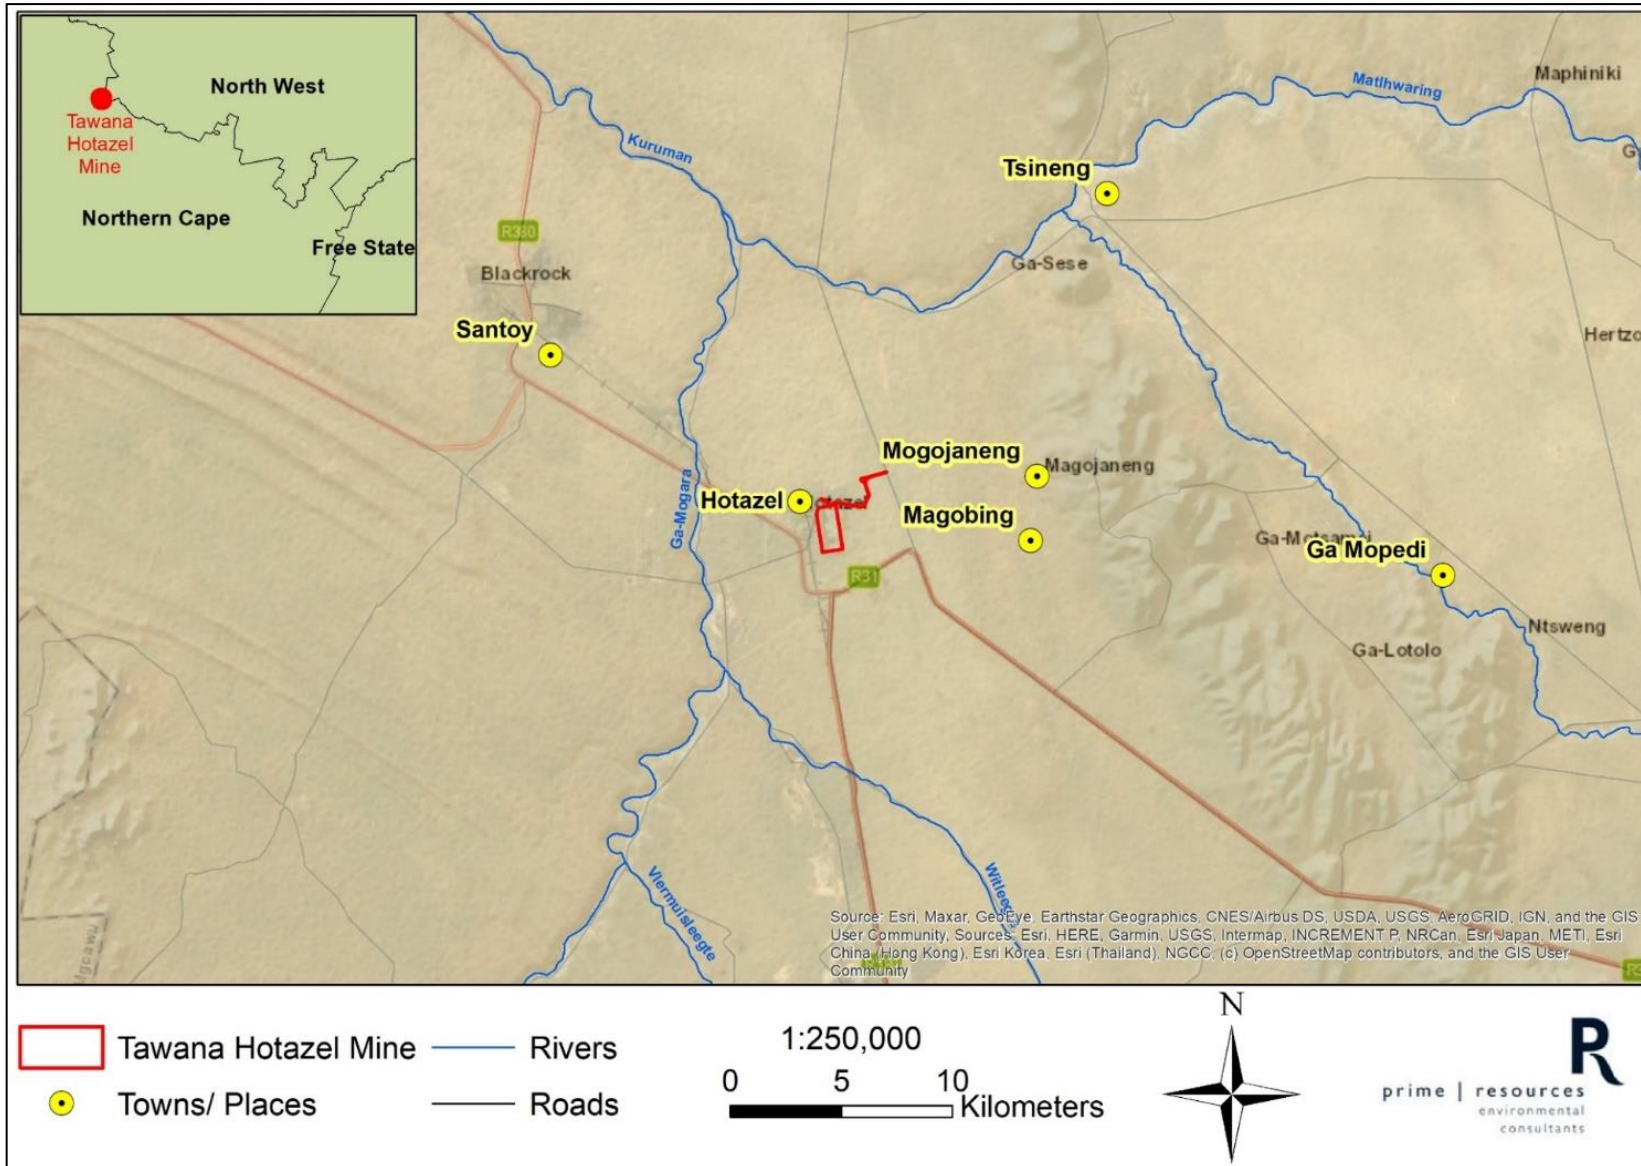 North West
Tawana
Hotazel
Mine
Northern Cape
Free State
Kuruman
Matlhwaring
Maphiniki
Tsineng
R380
Blackrock
Ga-Sese
Santoy
Hertzo
Mogojaneng
Magojaneng
Ga-Mogara
Hotazel
Magobing
Ga-Motsamai
Ga Mopedi
R31
Ntsweng
Ga-Lotolo
Vlermuisleegte
Source: Esri, Maxar, GeoEye, Earthstar Geographics, CNES/Airbus DS, USDA, USGS, AeroGRID, IGN, and the GIS
User Community, Sources: Esri, HERE, Garmin, USGS, Intermap, INCREMENT P, NRCan, Esri Japan, METI, Esri
China (Hong Kong), Esri Korea, Esri (Thailand), NGCC, (c) OpenStreetMap contributors, and the GIS User
Community
N
Tawana Hotazel Mine
Rivers
1:250,000
Towns/ Places
Roads
0 5 10
Kilometers
R
prime | resources
environmental
consultants